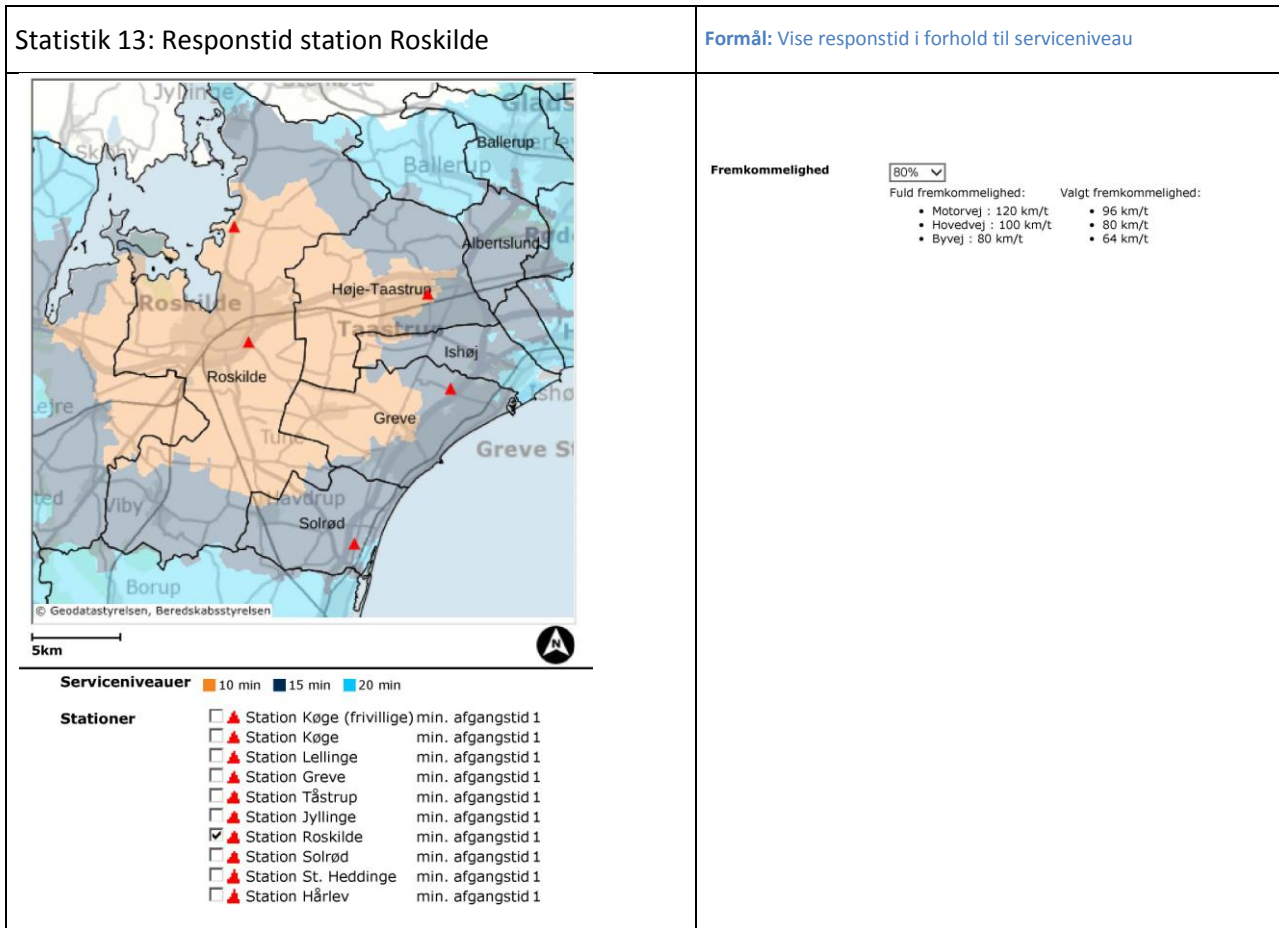 Statistik 13: Responstid station Roskilde
Formål: Vise responstid i forhold til serviceniveau
Jyllinge
Ballerup
Ballerup
Albertslund
Høje-Taastrup
Roskilde
Taastrup
Ishøj
Roskilde
Greve
Tune
Greve S
Viby
Havdrup
Solrød
Borup
© Geodatastyrelsen, Beredskabsstyrelsen
5km
N
Serviceniveauer 10 min 15 min 20 min
Stationer
Station Køge (frivillige) min. afgangstid 1
Station Køge min. afgangstid 1
Station Lellinge min. afgangstid 1
Station Greve min. afgangstid 1
Station Tåstrup min. afgangstid 1
Station Jyllinge min. afgangstid 1
Station Roskilde min. afgangstid 1
Station Solrød min. afgangstid 1
Station St. Heddinge min. afgangstid 1
Station Hårlev min. afgangstid 1
Fremkommelighed 80%
Fuld fremkommelighed: Valgt fremkommelighed:
• Motorvej : 120 km/t • 96 km/t
• Hovedvej : 100 km/t • 80 km/t
• Byvej : 80 km/t • 64 km/t